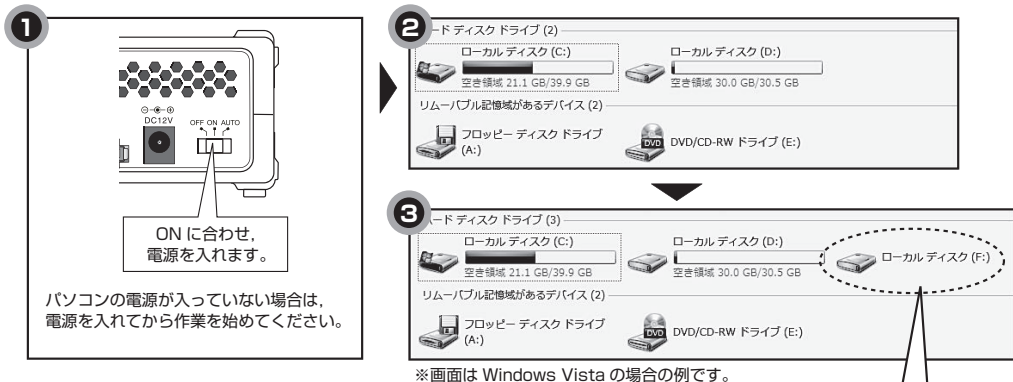 1
DC12V
OFF ON AUTO
ON に合わせ,
電源を入れます。
パソコンの電源が入っていない場合は,
電源を入れてから作業を始めてください。
2
ード ディスク ドライブ (2)
ローカル ディスク (C:)
空き領域 21.1 GB/39.9 GB
ローカル ディスク (D:)
空き領域 30.0 GB/30.5 GB
リムーバブル記憶域があるデバイス (2)
フロッピー ディスク ドライブ
(A:)
DVD
DVD/CD-RW ドライブ (E:)
3
ード ディスク ドライブ (3)
ローカル ディスク (C:)
空き領域 21.1 GB/39.9 GB
ローカル ディスク (D:)
空き領域 30.0 GB/30.5 GB
ローカル ディスク (F:)
リムーバブル記憶域があるデバイス (2)
フロッピー ディスク ドライブ
(A:)
DVD
DVD/CD-RW ドライブ (E:)
※画面は Windows Vista の場合の例です。